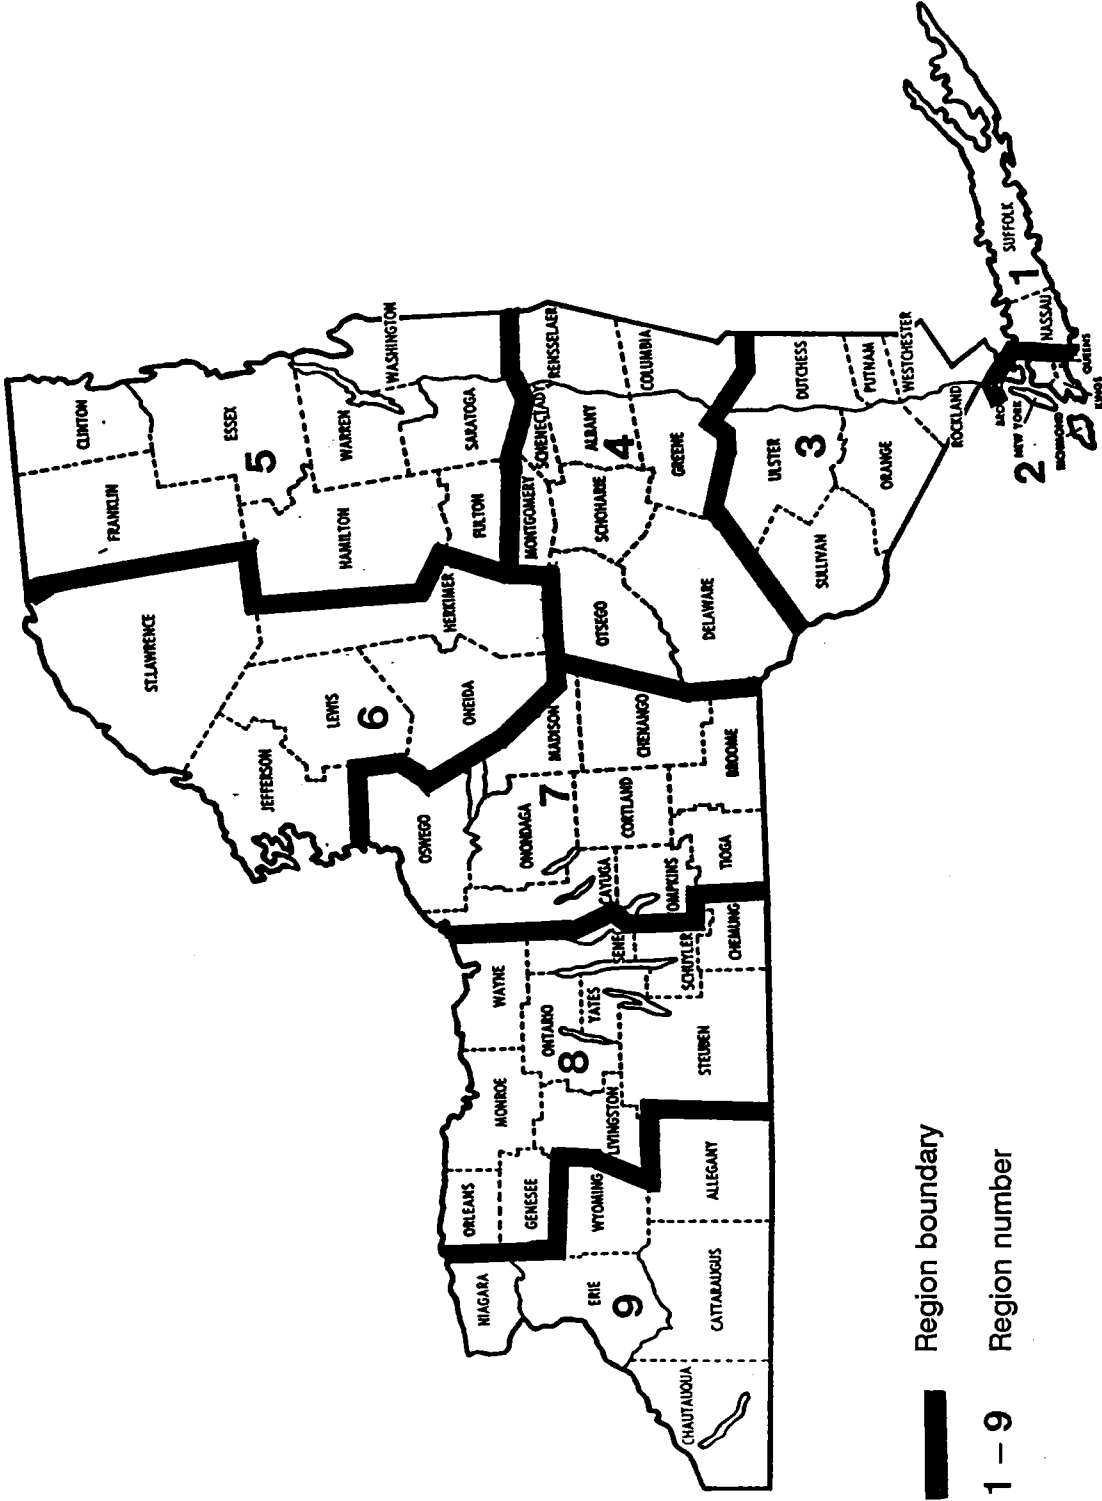 CLINTON
FRANKLIN
ST.LAWRENCE
ESSEX
5
JEFFERSON
LEWIS
HAMILTON
WARREN
6
WASHINGTON
OSWEGO
ONEIDA
HERKIMER
FULTON
SARATOGA
NIAGARA
ORLEANS
MONROE
WAYNE
GENESEE
ONTARIO
ONONDAGA
7
MADISON
MONTGOMERY
SCHENECTADY
RENSSELAER
8
ERIE
WYOMING
LIVINGSTON
YATES
SENE
CAYUGA
CORTLAND
CHENANGO
OTSEGO
SCHOHARIE
ALBANY
4
COLUMBIA
9
OMPKINS
GREENE
CHAUTAUQUA
CATTARAUGUS
ALLEGANY
STEUBEN
SCHUYLER
CHEMUNG
TIOGA
BROOME
DELAWARE
ULSTER
3
DUTCHESS
SULLIVAN
ORANGE
PUTNAM
WESTCHESTER
ROCKLAND
2
NEW YORK
RICHMOND
KINGS
QUEENS
NASSAU
1
SUFFOLK
Region boundary
1 – 9 Region number